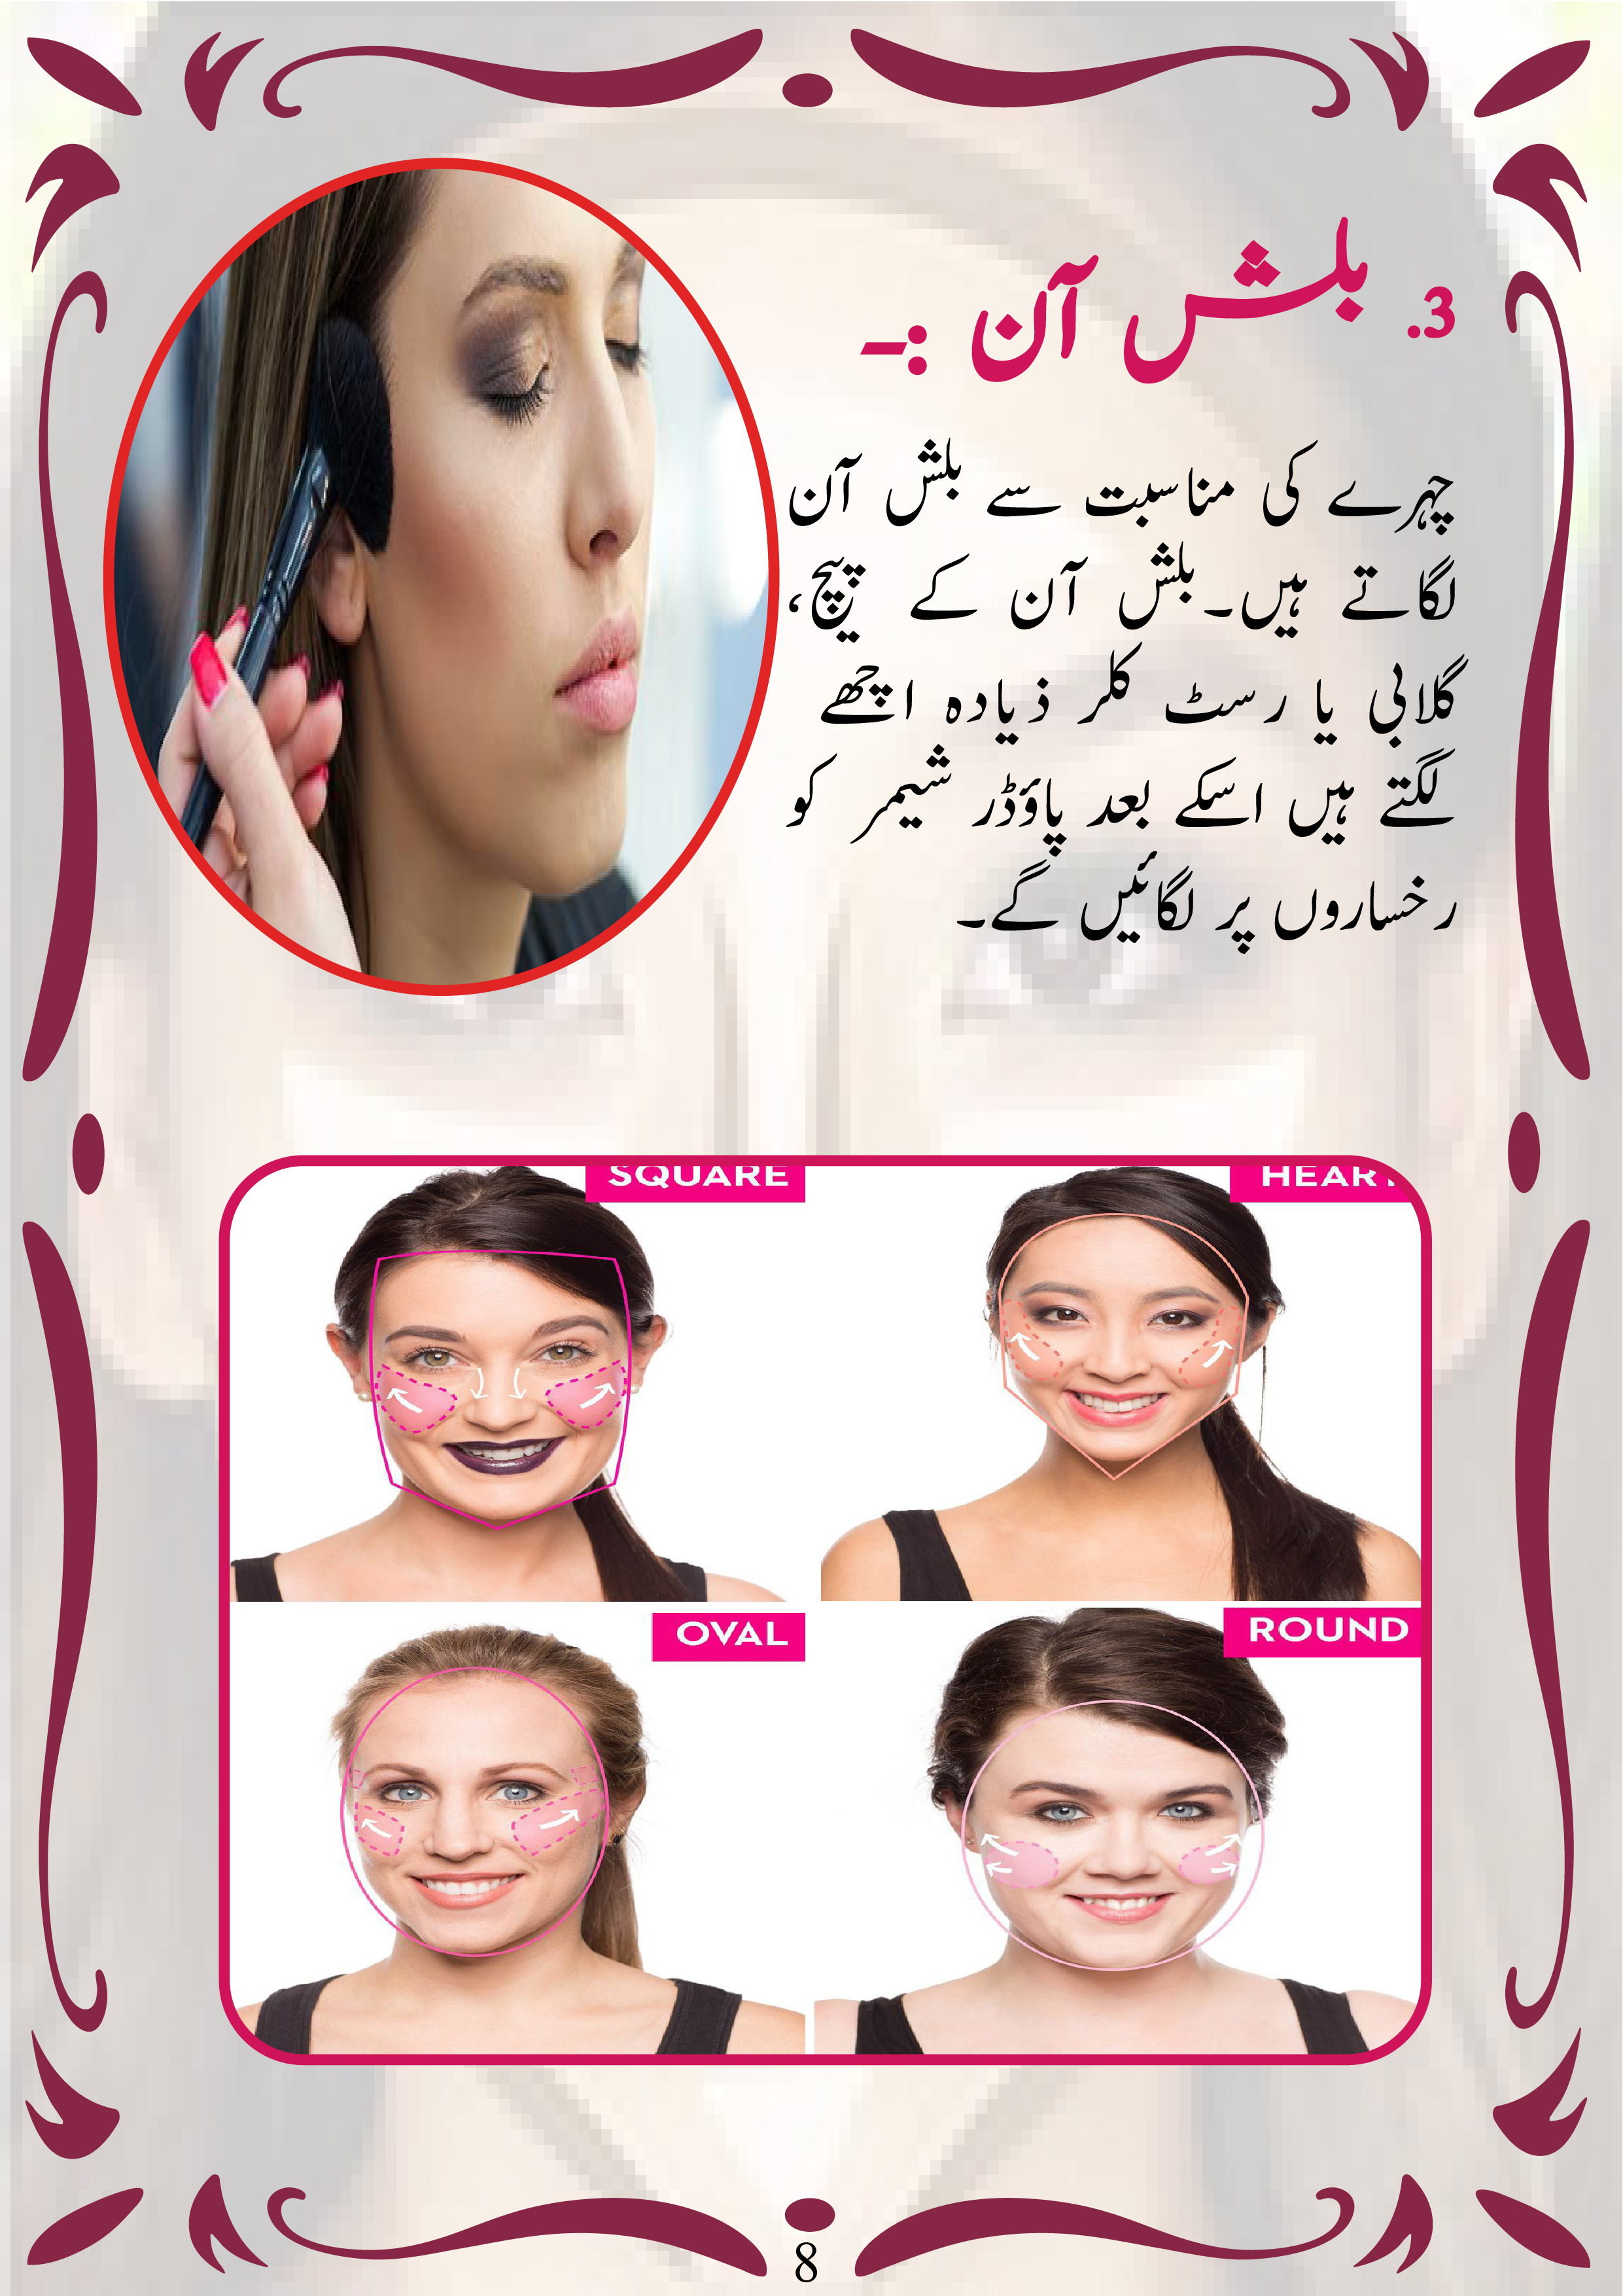 3. بلش آن :-
چہرے کی مناسبت سے بلش آن
لگاتے ہیں۔ بلش آن کے پیچ،
گلابی یا رسٹ کلر ذیادہ اچھے
لگتے ہیں اسکے بعد پاؤڈر شیمر کو
رخساروں پر لگائیں گے۔
SQUARE
HEART
OVAL
ROUND
8